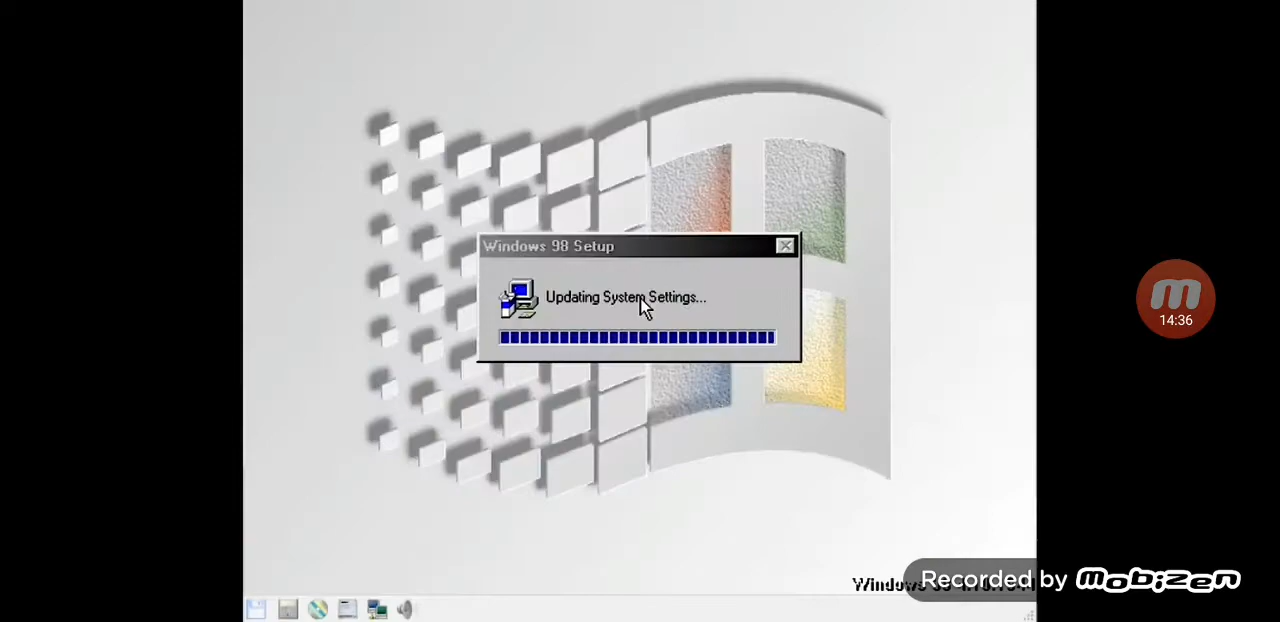 Windows 98 Setup
Updating System Settings...
14:36
Recorded by mobizen